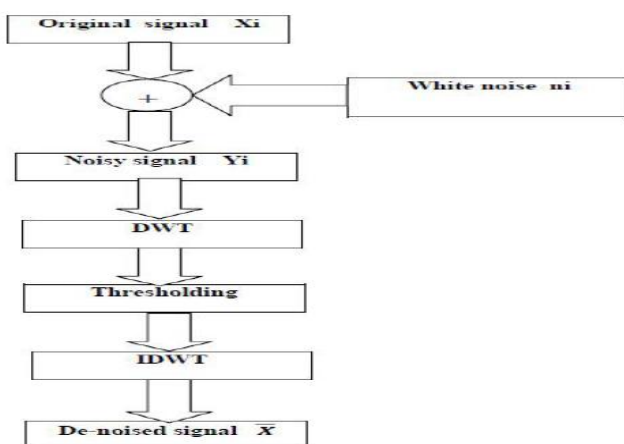 Original signal Xi
+
White noise ni
Noisy signal Yi
DWT
Thresholding
IDWT
De-noised signal x̄